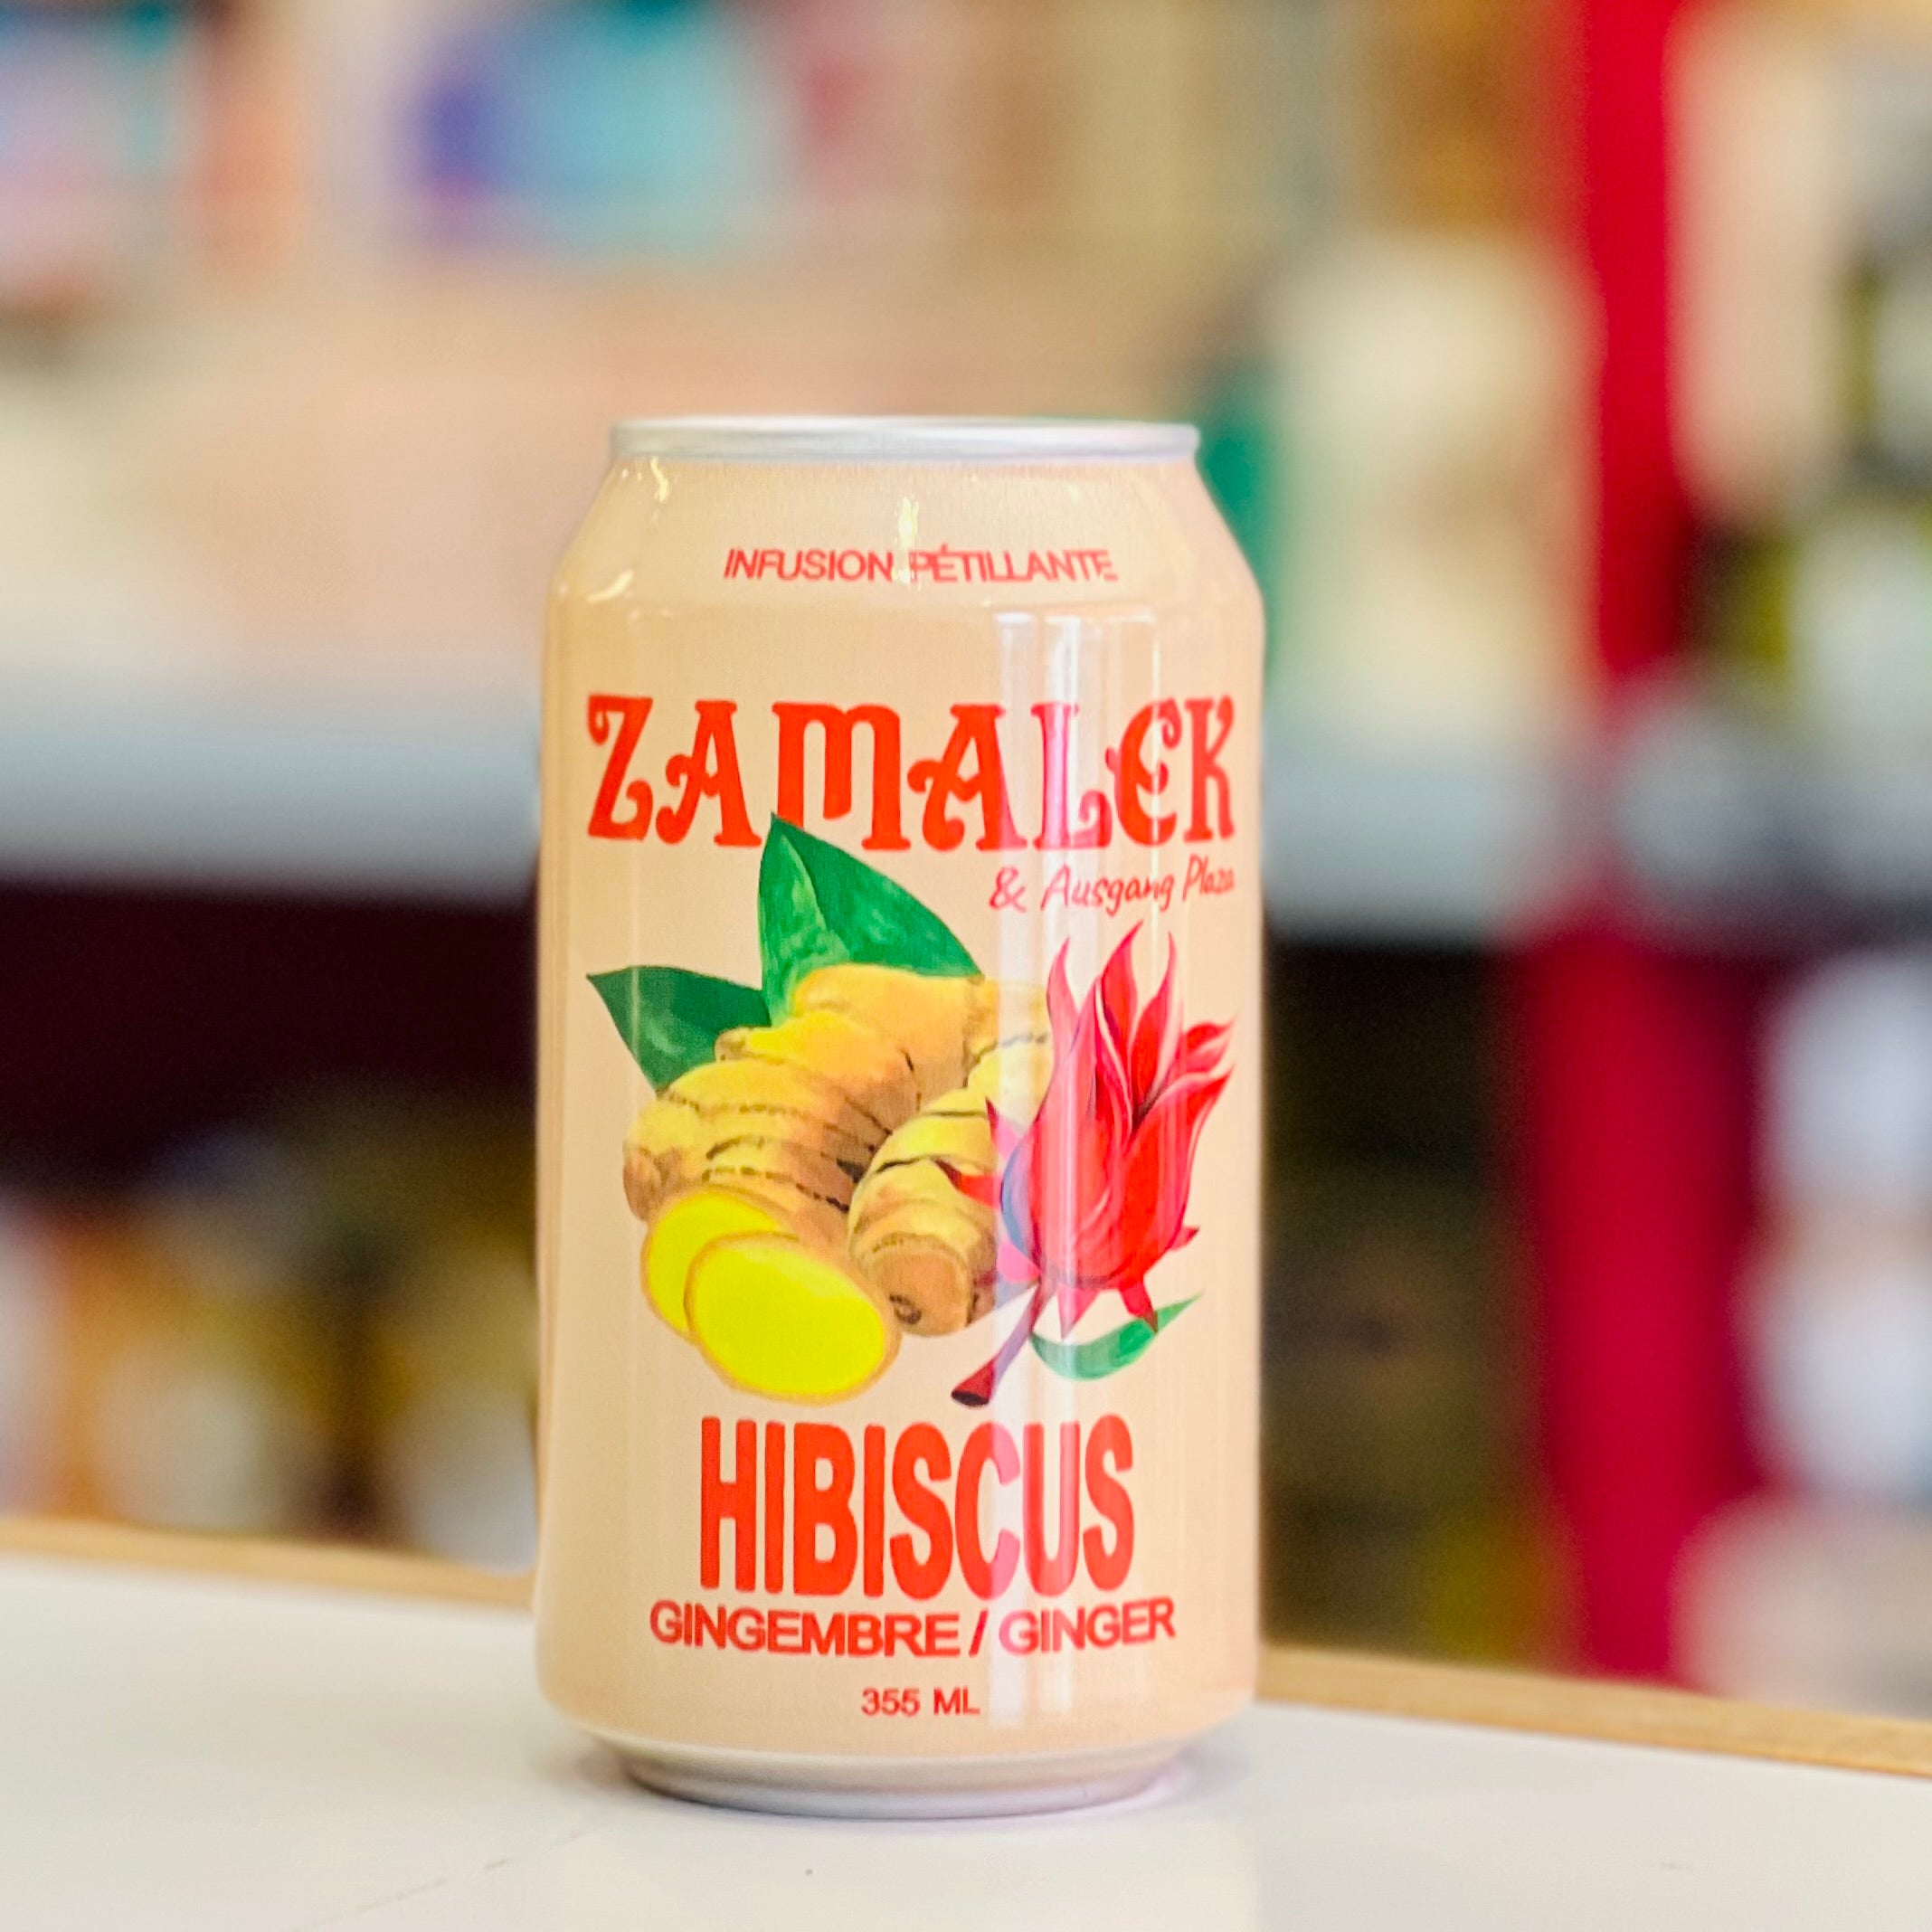 INFUSION PÉTILLANTE
ZAMALEK
& Ausgang Plaza
HIBISCUS
GINGEMBRE / GINGER
355 ML